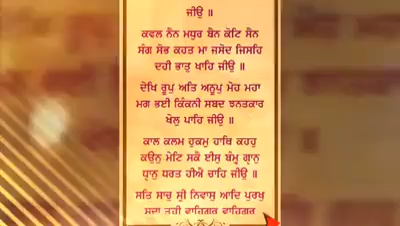 ਜੀਉ ॥
ਕਵਲ ਨੈਨ ਮਧੁਰ ਬੈਨ ਕੋਟਿ ਸੈਨ
ਸੰਗ ਸੋਭ ਕਹਤ ਮਾ ਜਸੋਦ ਜਿਸਹਿ
ਦਹੀ ਭਾਤੁ ਖਾਹਿ ਜੀਉ ॥
ਦੇਖਿ ਰੂਪੁ ਅਤਿ ਅਨੂਪੁ ਮੋਹ ਮਹਾ
ਮਗ ਭਈ ਕਿੰਕਨੀ ਸਬਦ ਝਨਤਕਾਰ
ਖੇਲੁ ਪਾਹਿ ਜੀਉ ॥
ਕਾਲ ਕਲਮ ਹੁਕਮੁ ਹਾਥਿ ਕਹਹੁ
ਕਉਨੁ ਮੇਟਿ ਸਕੈ ਈਸੁ ਬੰਮੁ ਗ੍ਯਾਨੁ
ਧ੍ਯਾਨੁ ਧਰਤ ਹੀਐ ਚਾਹਿ ਜੀਉ ॥
ਸਤਿ ਸਾਚੁ ਸ੍ਰੀ ਨਿਵਾਸੁ ਆਦਿ ਪੁਰਖੁ
ਸਦਾ ਤੁਹੀ ਵਾਹਿਗੁਰੂ ਵਾਹਿਗੁਰੂ